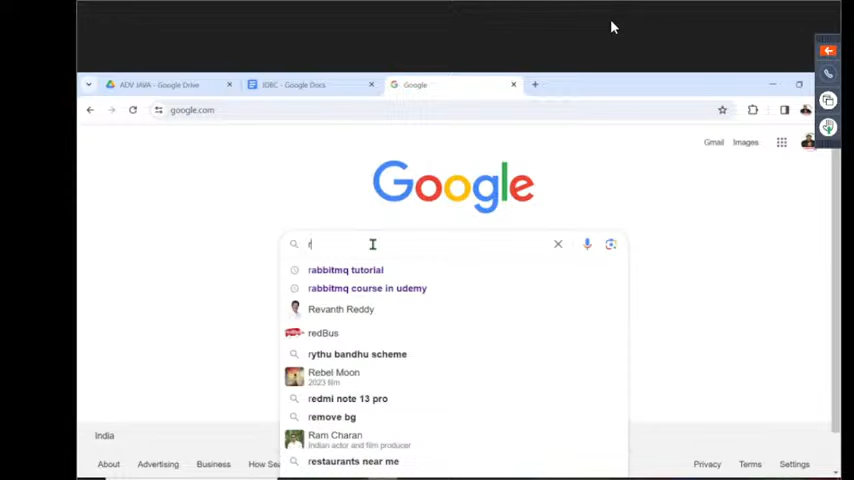 ADV JAVA - Google Drive
JDBC - Google Docs
Google
google.com
Gmail
Images
Google
r
rabbitmq tutorial
rabbitmq course in udemy
Revanth Reddy
redBus
rythu bandhu scheme
Rebel Moon
2023 film
redmi note 13 pro
remove bg
Ram Charan
Indian actor and film producer
restaurants near me
India
About
Advertising
Business
How Sea
Privacy
Terms
Settings